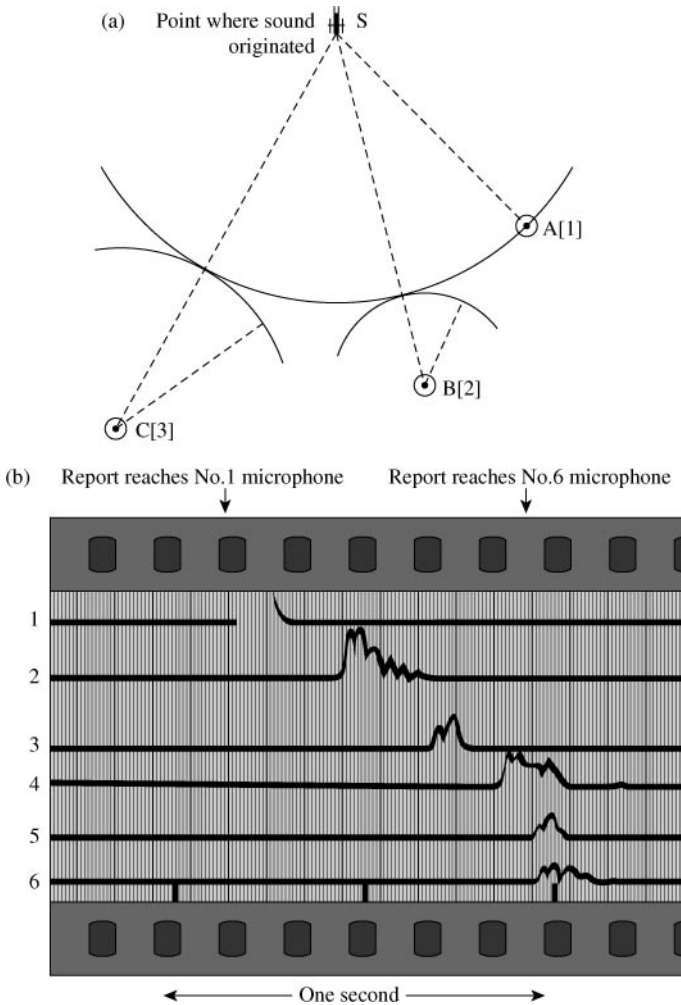 (a)
Point where sound
originated
S
A[1]
B[2]
C[3]
(b)
Report reaches No.1 microphone
Report reaches No.6 microphone
1
2
3
4
5
6
One second